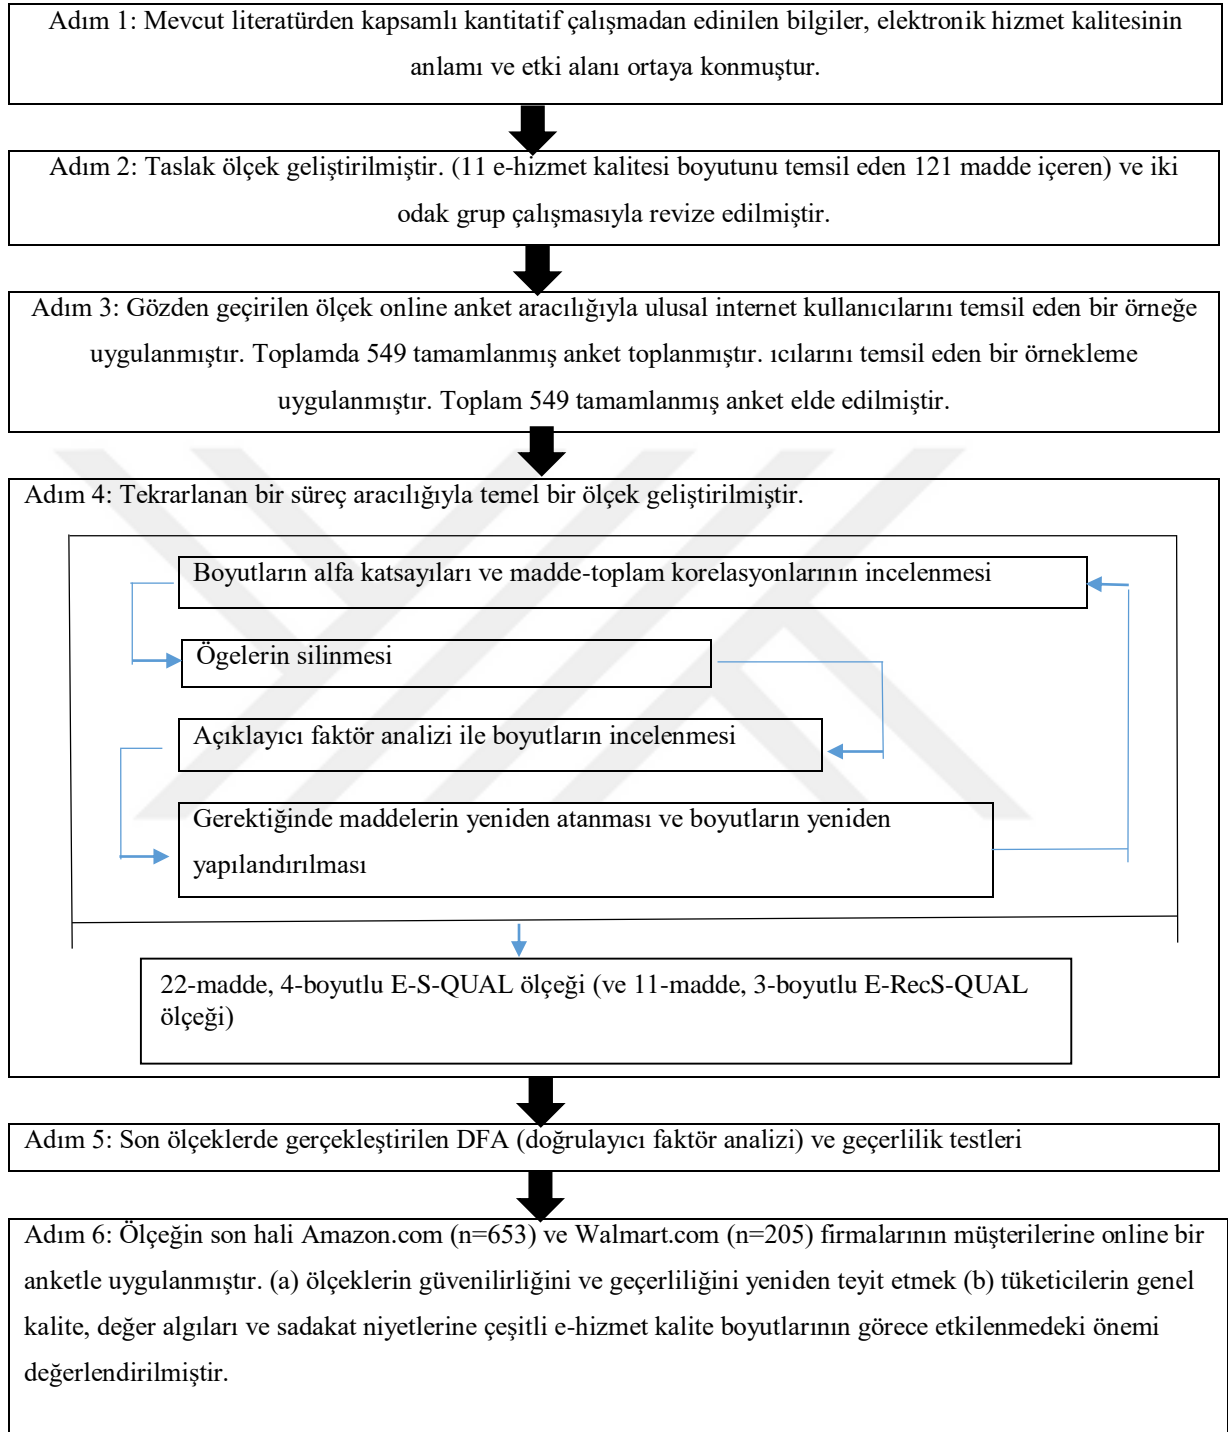 Adım 1: Mevcut literatürden kapsamlı kantitatif çalışmadan edinilen bilgiler, elektronik hizmet kalitesinin
anlamı ve etki alanı ortaya konmuştur.
Adım 2: Taslak ölçek geliştirilmiştir. (11 e-hizmet kalitesi boyutunu temsil eden 121 madde içeren) ve iki
odak grup çalışmasıyla revize edilmiştir.
Adım 3: Gözden geçirilen ölçek online anket aracılığıyla ulusal internet kullanıcılarını temsil eden bir örneğe
uygulanmıştır. Toplamda 549 tamamlanmış anket toplanmıştır. ıcılarını temsil eden bir örnekleme
uygulanmıştır. Toplam 549 tamamlanmış anket elde edilmiştir.
Adım 4: Tekrarlanan bir süreç aracılığıyla temel bir ölçek geliştirilmiştir.
Boyutların alfa katsayıları ve madde-toplam korelasyonlarının incelenmesi
Ögelerin silinmesi
Açıklayıcı faktör analizi ile boyutların incelenmesi
Gerektiğinde maddelerin yeniden atanması ve boyutların yeniden
yapılandırılması
22-madde, 4-boyutlu E-S-QUAL ölçeği (ve 11-madde, 3-boyutlu E-RecS-QUAL
ölçeği)
Adım 5: Son ölçeklerde gerçekleştirilen DFA (doğrulayıcı faktör analizi) ve geçerlilik testleri
Adım 6: Ölçeğin son hali Amazon.com (n=653) ve Walmart.com (n=205) firmalarının müşterilerine online bir
anketle uygulanmıştır. (a) ölçeklerin güvenilirliğini ve geçerliliğini yeniden teyit etmek (b) tüketicilerin genel
kalite, değer algıları ve sadakat niyetlerine çeşitli e-hizmet kalite boyutlarının görece etkilenmedeki önemi
değerlendirilmiştir.